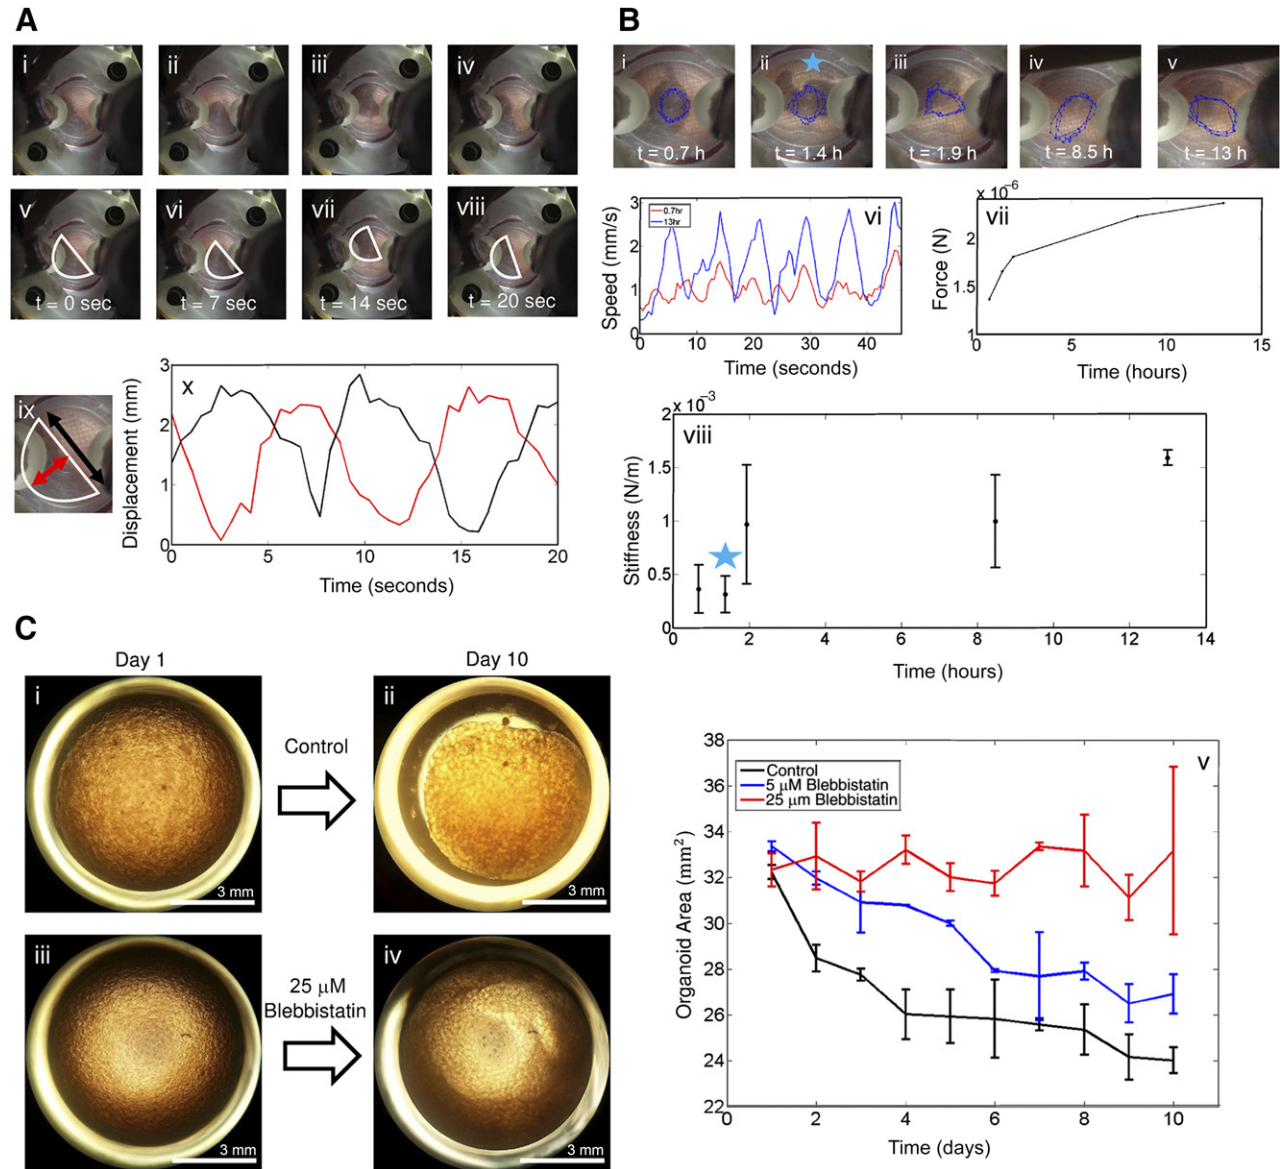 A
i
ii
iii
iv
v
vi
vii
viii
t = 0 sec
t = 7 sec
t = 14 sec
t = 20 sec
ix
x
3
2
1
0
Displacement (mm)
0 5 10 15 20
Time (seconds)
B
i
ii
iii
iv
v
t = 0.7 h
t = 1.4 h
t = 1.9 h
t = 8.5 h
t = 13 h
3
2
1
0
Speed (mm/s)
0.7hr
13hr
vi
0 10 20 30 40
Time (seconds)
x 10⁻⁶
vii
2
1.5
1
Force (N)
0 5 10 15
Time (hours)
x 10⁻³
viii
2
1.5
1
0.5
0
Stiffness (N/m)
0 2 4 6 8 10 12 14
Time (hours)
C
Day 1
Day 10
i
3 mm
Control
ii
3 mm
iii
3 mm
25 μM
Blebbistatin
iv
3 mm
38
36
34
32
30
28
26
24
22
Organoid Area (mm²)
Control
5 μM Blebbistatin
25 μm Blebbistatin
v
0 2 4 6 8 10
Time (days)